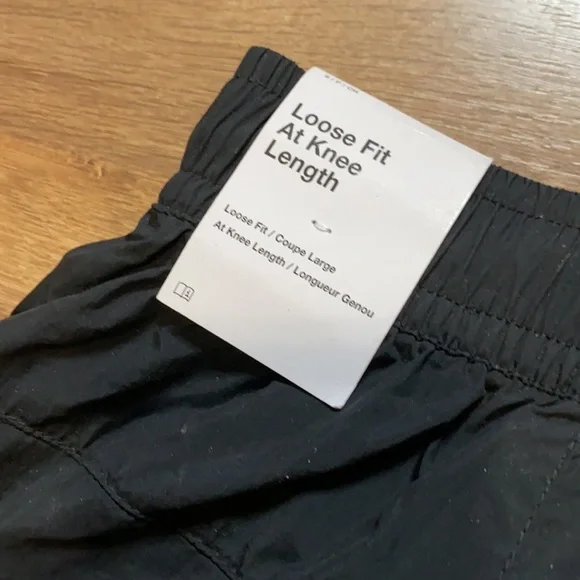 Loose Fit
At Knee
Length
Loose Fit / Coupe Large
At Knee Length / Longueur Genou